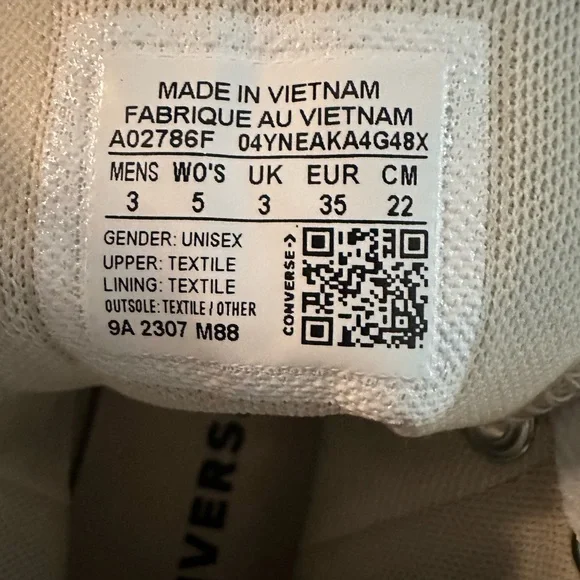 MADE IN VIETNAM
FABRIQUE AU VIETNAM
A02786F 04YNEAKA4G48X
MENS WO'S UK EUR CM
3 5 3 35 22
GENDER: UNISEX
UPPER: TEXTILE
LINING: TEXTILE
OUTSOLE: TEXTILE / OTHER
9A 2307 M88
CONVERSE